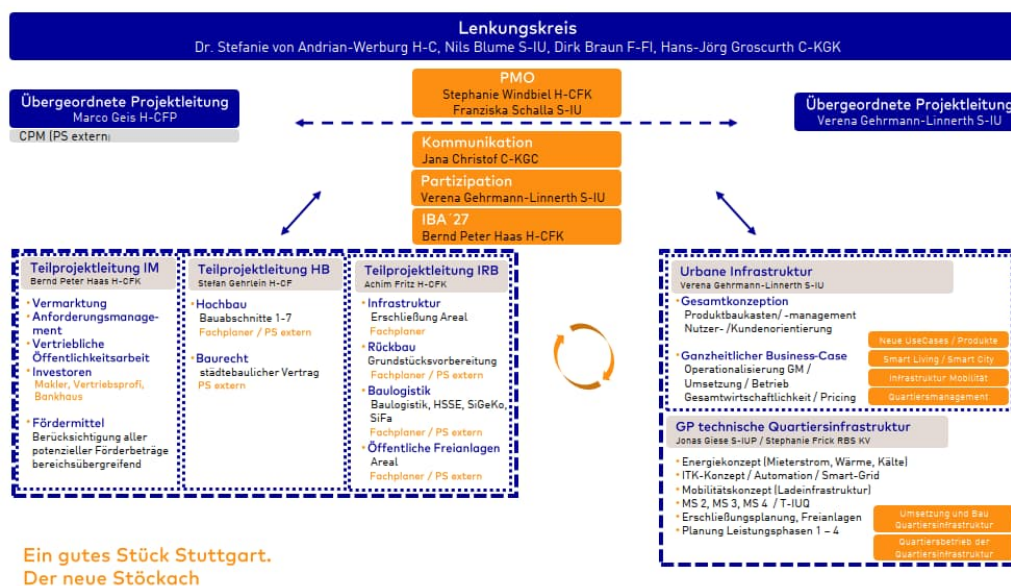 Lenkungskreis
Dr. Stefanie von Andrian-Werburg H-C, Nils Blume S-IU, Dirk Braun F-FI, Hans-Jörg Groscurth C-KGK
PMO
Stephanie Windbiel H-CFK
Franziska Schalla S-IU
Übergeordnete Projektleitung
Marco Geis H-CFP
CPM (PS extern)
Übergeordnete Projektleitung
Verena Gehrmann-Linnerth S-IU
Kommunikation
Jana Christof C-KGC
Partizipation
Verena Gehrmann-Linnerth S-IU
IBA´27
Bernd Peter Haas H-CFK
Teilprojektleitung IM
Bernd Peter Haas H-CFK
• Vermarktung
• Anforderungsmanage-
ment
• Vertriebliche
Öffentlichkeitsarbeit
• Investoren
Makler, Vertriebsprofi,
Bankhaus
• Fördermittel
Berücksichtigung aller
potenzieller Förderbeträge
bereichsübergreifend
Teilprojektleitung HB
Stefan Gehrlein H-CF
• Hochbau
Bauabschnitte 1-7
Fachplaner / PS extern
• Baurecht
städtebaulicher Vertrag
PS extern
Teilprojektleitung IRB
Achim Fritz H-CFK
• Infrastruktur
Erschließung Areal
Fachplaner
• Rückbau
Grundstücksvorbereitung
Fachplaner / PS extern
• Baulogistik
Baulogistik, HSSE, SiGeKo,
SiFa
Fachplaner / PS extern
• Öffentliche Freianlagen
Areal
Fachplaner / PS extern
Urbane Infrastruktur
Verena Gehrmann-Linnerth S-IU
• Gesamtkonzeption
Produktbaukasten/ -management
Nutzer- /Kundenorientierung
• Ganzheitlicher Business-Case
Operationalisierung GM /
Umsetzung / Betrieb
Gesamtwirtschaftlichkeit / Pricing
Neue UseCases / Produkte
Smart Living / Smart City
Infrastruktur Mobilität
Quartiersmanagement
GP technische Quartiersinfrastruktur
Jonas Giese S-IUP / Stephanie Frick RBS KV
• Energiekonzept (Mieterstrom, Wärme, Kälte)
• ITK-Konzept / Automation / Smart-Grid
• Mobilitätskonzept (Ladeinfrastruktur)
• MS 2, MS 3, MS 4 / T-IUQ
• Erschließungsplanung, Freianlagen
• Planung Leistungsphasen 1 – 4
Umsetzung und Bau
Quartiersinfrastruktur
Quartiersbetrieb der
Quartiersinfrastruktur
Ein gutes Stück Stuttgart.
Der neue Stöckach